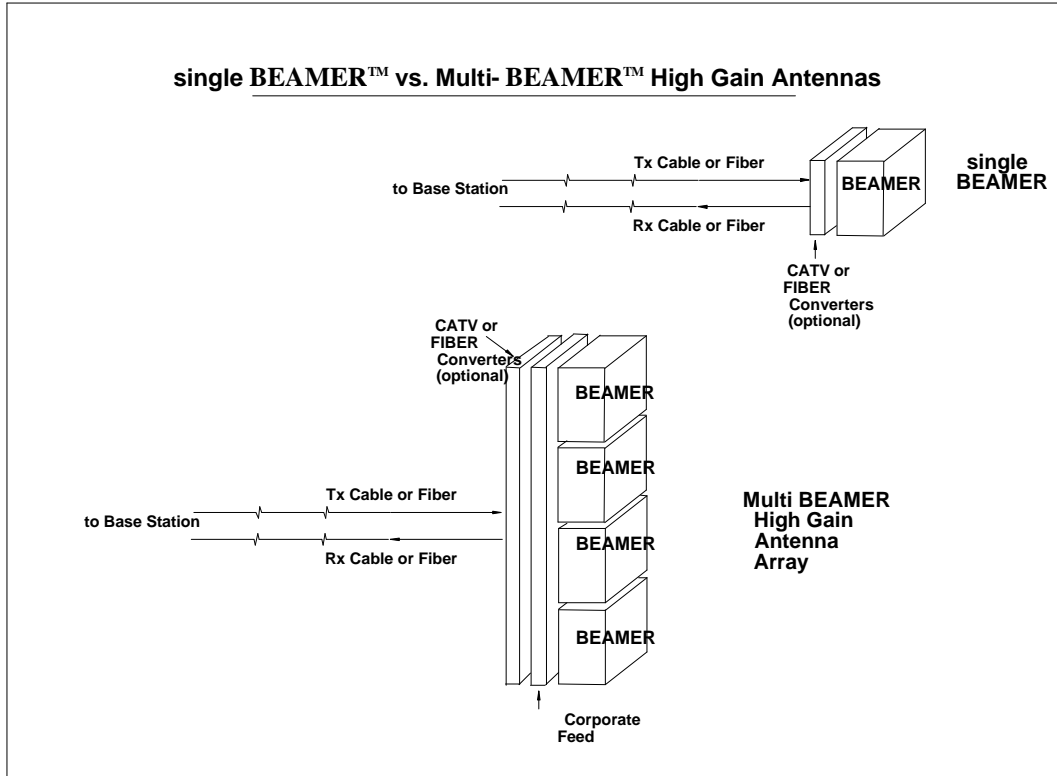 single BEAMER™ vs. Multi- BEAMER™ High Gain Antennas
Tx Cable or Fiber
to Base Station
Rx Cable or Fiber
BEAMER
single
BEAMER
CATV or
FIBER
Converters
(optional)
CATV or
FIBER
Converters
(optional)
BEAMER
BEAMER
BEAMER
BEAMER
Tx Cable or Fiber
to Base Station
Rx Cable or Fiber
Multi BEAMER
High Gain
Antenna
Array
Corporate
Feed